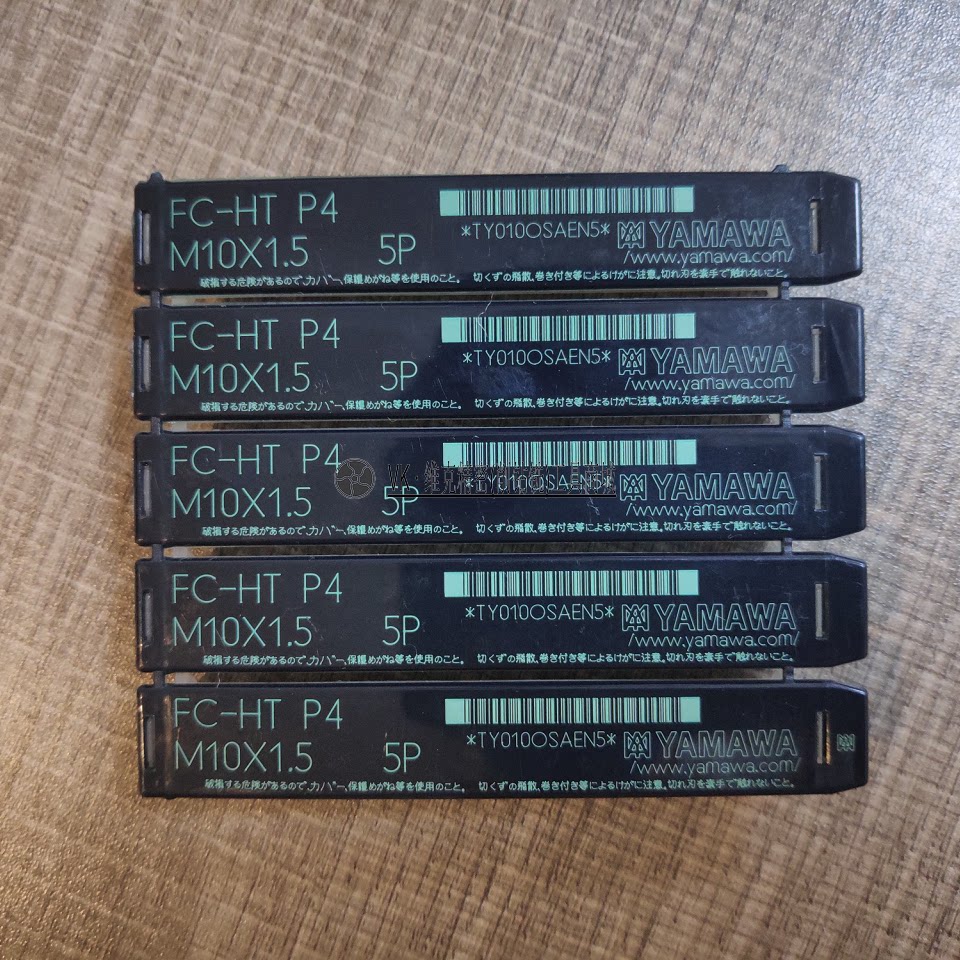 FC-HT P4
*TY010OSAEN5* YAMAWA
M10X1.5 5P
www.yamawa.com/
破損する危険があるので、カバー、保護めがね等を使用のこと。 切くずの飛散、巻き付き等によるけがに注意。切れ刃を素手で触れないこと。
FC-HT P4
*TY010OSAEN5* YAMAWA
M10X1.5 5P
/www.yamawa.com/
破損する危険があるので、カバー、保護めがね等を使用のこと。 切くずの飛散、巻き付き等によるけがに注意。切れ刃を素手で触れないこと。
FC-HT P4
VK·維克精密
*TY010OSAEN5* YAMAWA
M10X1.5 5P
/www.yamawa.com/
破損する危険があるので、カバー、保護めがね等を使用のこと。 切くずの飛散、巻き付き等によるけがに注意。切れ刃を素手で触れないこと。
FC-HT P4
*TY010OSAEN5* YAMAWA
M10X1.5 5P
/www.yamawa.com/
破損する危険があるので、カバー、保護めがね等を使用のこと。 切くずの飛散、巻き付き等によるけがに注意。切れ刃を素手で触れないこと。
FC-HT P4
*TY010OSAEN5* YAMAWA
M10X1.5 5P
/www.yamawa.com/
破損する危険があるので、カバー、保護めがね等を使用のこと。 切くずの飛散、巻き付き等によるけがに注意。切れ刃を素手で触れないこと。